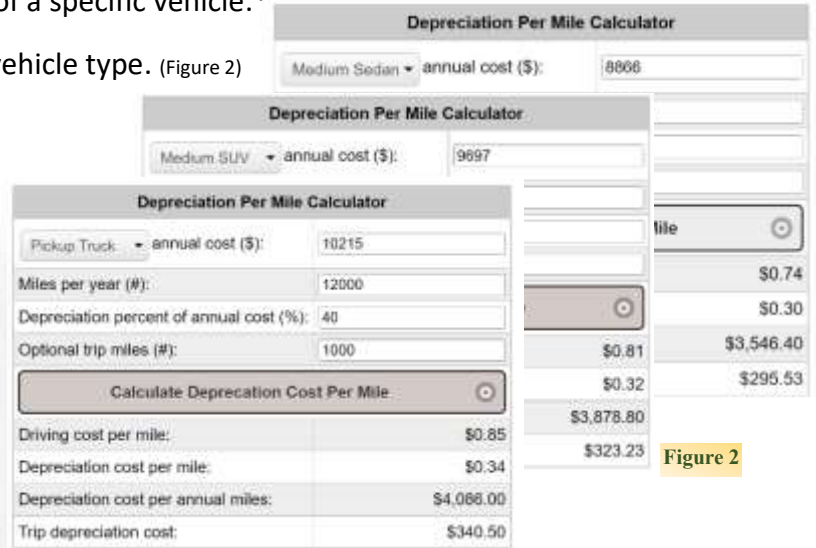 of a specific vehicle.
vehicle type. (Figure 2)
Depreciation Per Mile Calculator
Medium Sedan annual cost ($): 8866
Mile
$0.74
$0.30
$3,546.40
$295.53
Depreciation Per Mile Calculator
Medium SUV annual cost ($): 9697
$0.81
$0.32
$3,878.80
$323.23
Depreciation Per Mile Calculator
Pickup Truck annual cost ($): 10215
Miles per year (#): 12000
Depreciation percent of annual cost (%): 40
Optional trip miles (#): 1000
Calculate Deprecation Cost Per Mile
Driving cost per mile: $0.85
Depreciation cost per mile: $0.34
Depreciation cost per annual miles: $4,086.00
Trip depreciation cost: $340.50
Figure 2